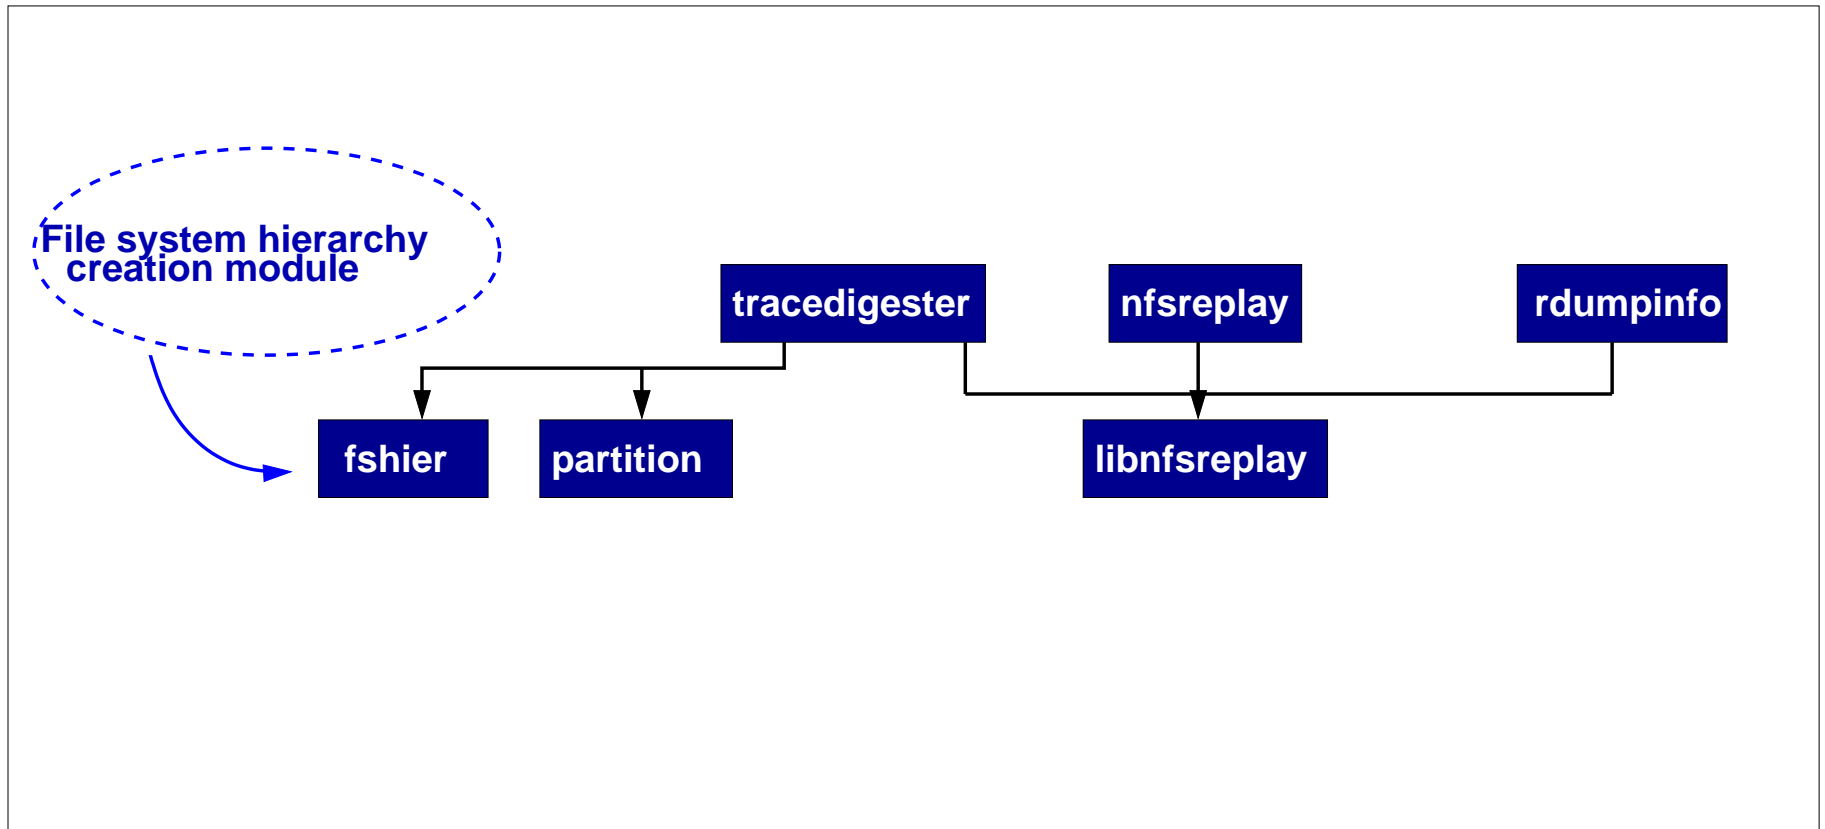 File system hierarchy
creation module
tracedigester
nfsreplay
rdumpinfo
fshier
partition
libnfsreplay